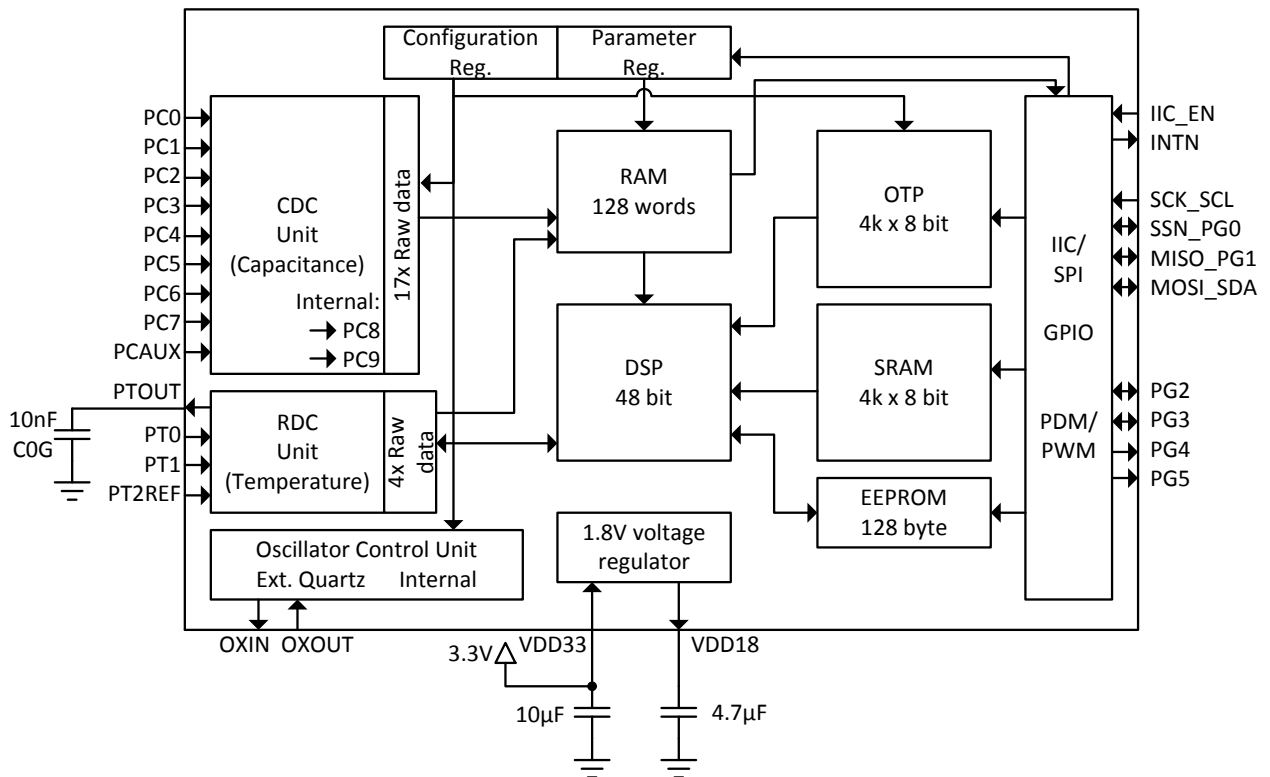 Configuration
Reg.
Parameter
Reg.
PC0
PC1
PC2
PC3
PC4
PC5
PC6
PC7
PCAUX
CDC
Unit
(Capacitance)
Internal:
PC8
PC9
17x Raw data
RAM
128 words
OTP
4k x 8 bit
IIC/
SPI
GPIO
PDM/
PWM
IIC_EN
INTN
SCK_SCL
SSN_PG0
MISO_PG1
MOSI_SDA
PG2
PG3
PG4
PG5
DSP
48 bit
SRAM
4k x 8 bit
EEPROM
128 byte
PTOUT
10nF
C0G
PT0
PT1
PT2REF
RDC
Unit
(Temperature)
4x Raw
data
Oscillator Control Unit
Ext. Quartz Internal
1.8V voltage
regulator
OXIN OXOUT
3.3V
VDD33
VDD18
10µF
4.7µF